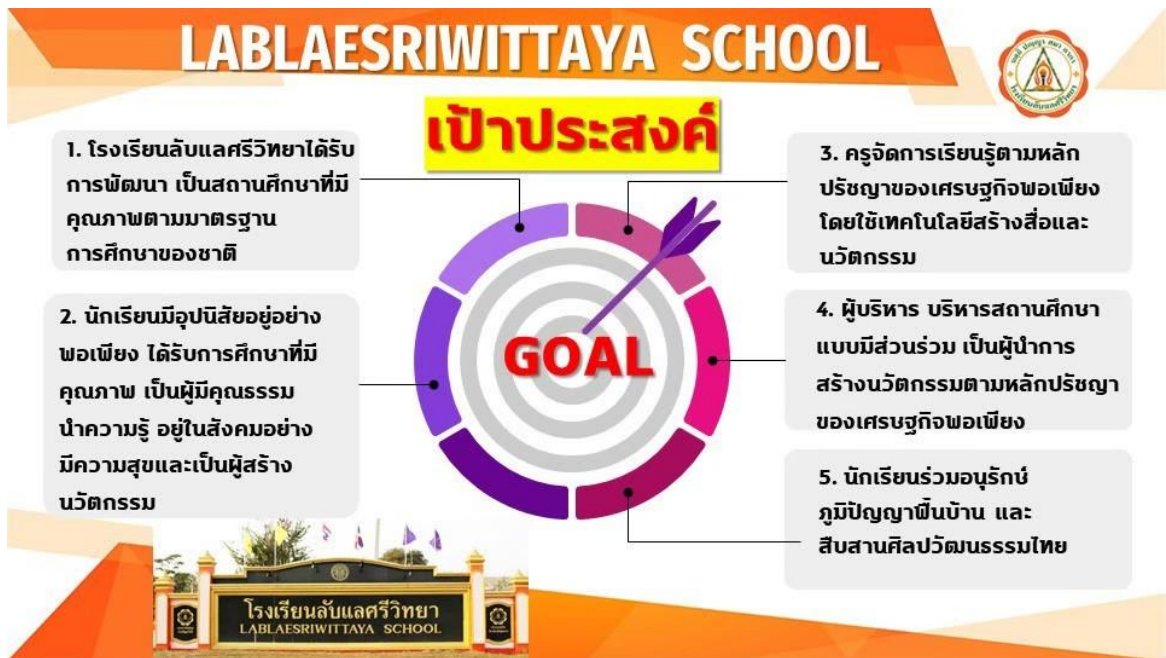 LABLAESRIWITTAYA SCHOOL
เป้าประสงค์
1. โรงเรียนลับแลศรีวิทยาได้รับ
การพัฒนา เป็นสถานศึกษาที่มี
คุณภาพตามมาตรฐาน
การศึกษาของชาติ
2. นักเรียนมีอุปนิสัยอยู่อย่าง
พอเพียง ได้รับการศึกษาที่มี
คุณภาพ เป็นผู้มีคุณธรรม
นำความรู้ อยู่ในสังคมอย่าง
มีความสุขและเป็นผู้สร้าง
นวัตกรรม
GOAL
3. ครูจัดการเรียนรู้ตามหลัก
ปรัชญาของเศรษฐกิจพอเพียง
โดยใช้เทคโนโลยีสร้างสื่อและ
นวัตกรรม
4. ผู้บริหาร บริหารสถานศึกษา
แบบมีส่วนร่วม เป็นผู้นำการ
สร้างนวัตกรรมตามหลักปรัชญา
ของเศรษฐกิจพอเพียง
5. นักเรียนร่วมอนุรักษ์
ภูมิปัญญาพื้นบ้าน และ
สืบสานศิลปวัฒนธรรมไทย
โรงเรียนลับแลศรีวิทยา
LABLAESRIWITTAYA SCHOOL
โรงเรียนลับแลศรีวิทยา